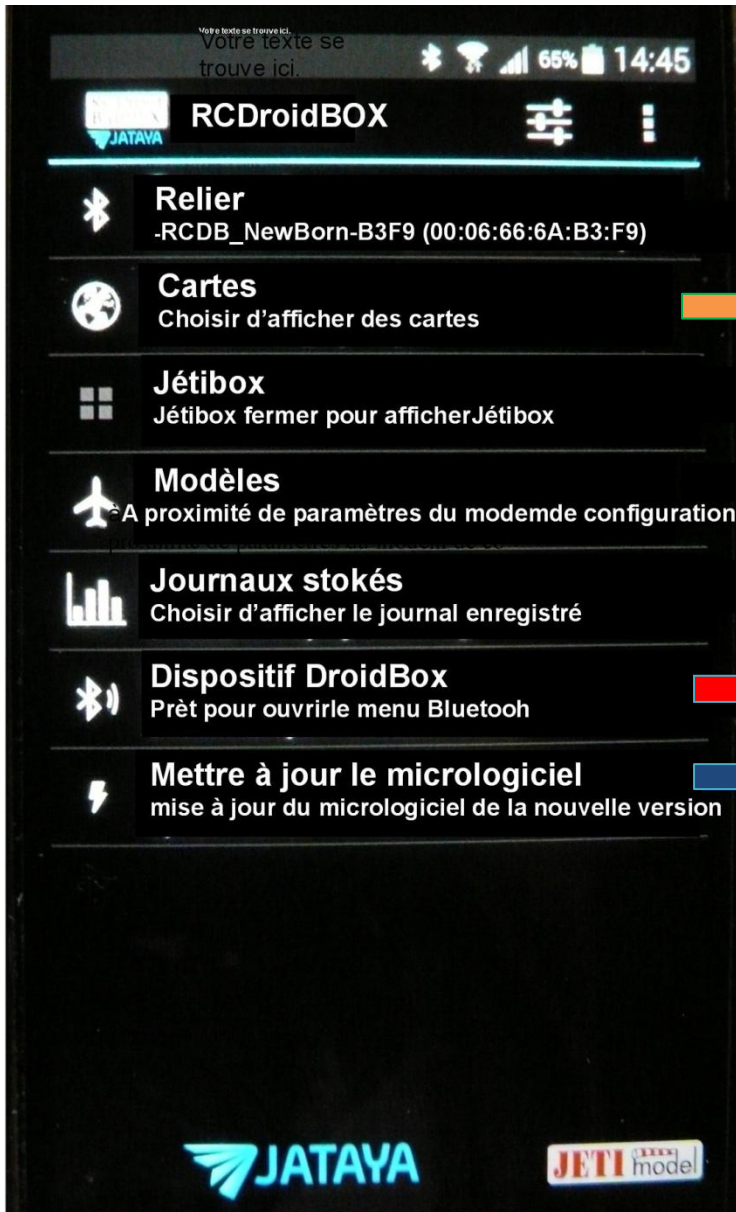 Votre texte se trouve ici.
Votre texte se
trouve ici.
65% 14:45
JATAYA
RCDroidBOX
Relier
-RCDB_NewBorn-B3F9 (00:06:66:6A:B3:F9)
Cartes
Choisir d’afficher des cartes
Jétibox
Jétibox fermer pour afficherJétibox
Modèles
èA proximité de paramètres du modemde configuration
Journaux stokés
Choisir d’afficher le journal enregistré
Dispositif DroidBox
Prèt pour ouvrirle menu Bluetooh
Mettre à jour le micrologiciel
mise à jour du micrologiciel de la nouvelle version
JATAYA
JETI model